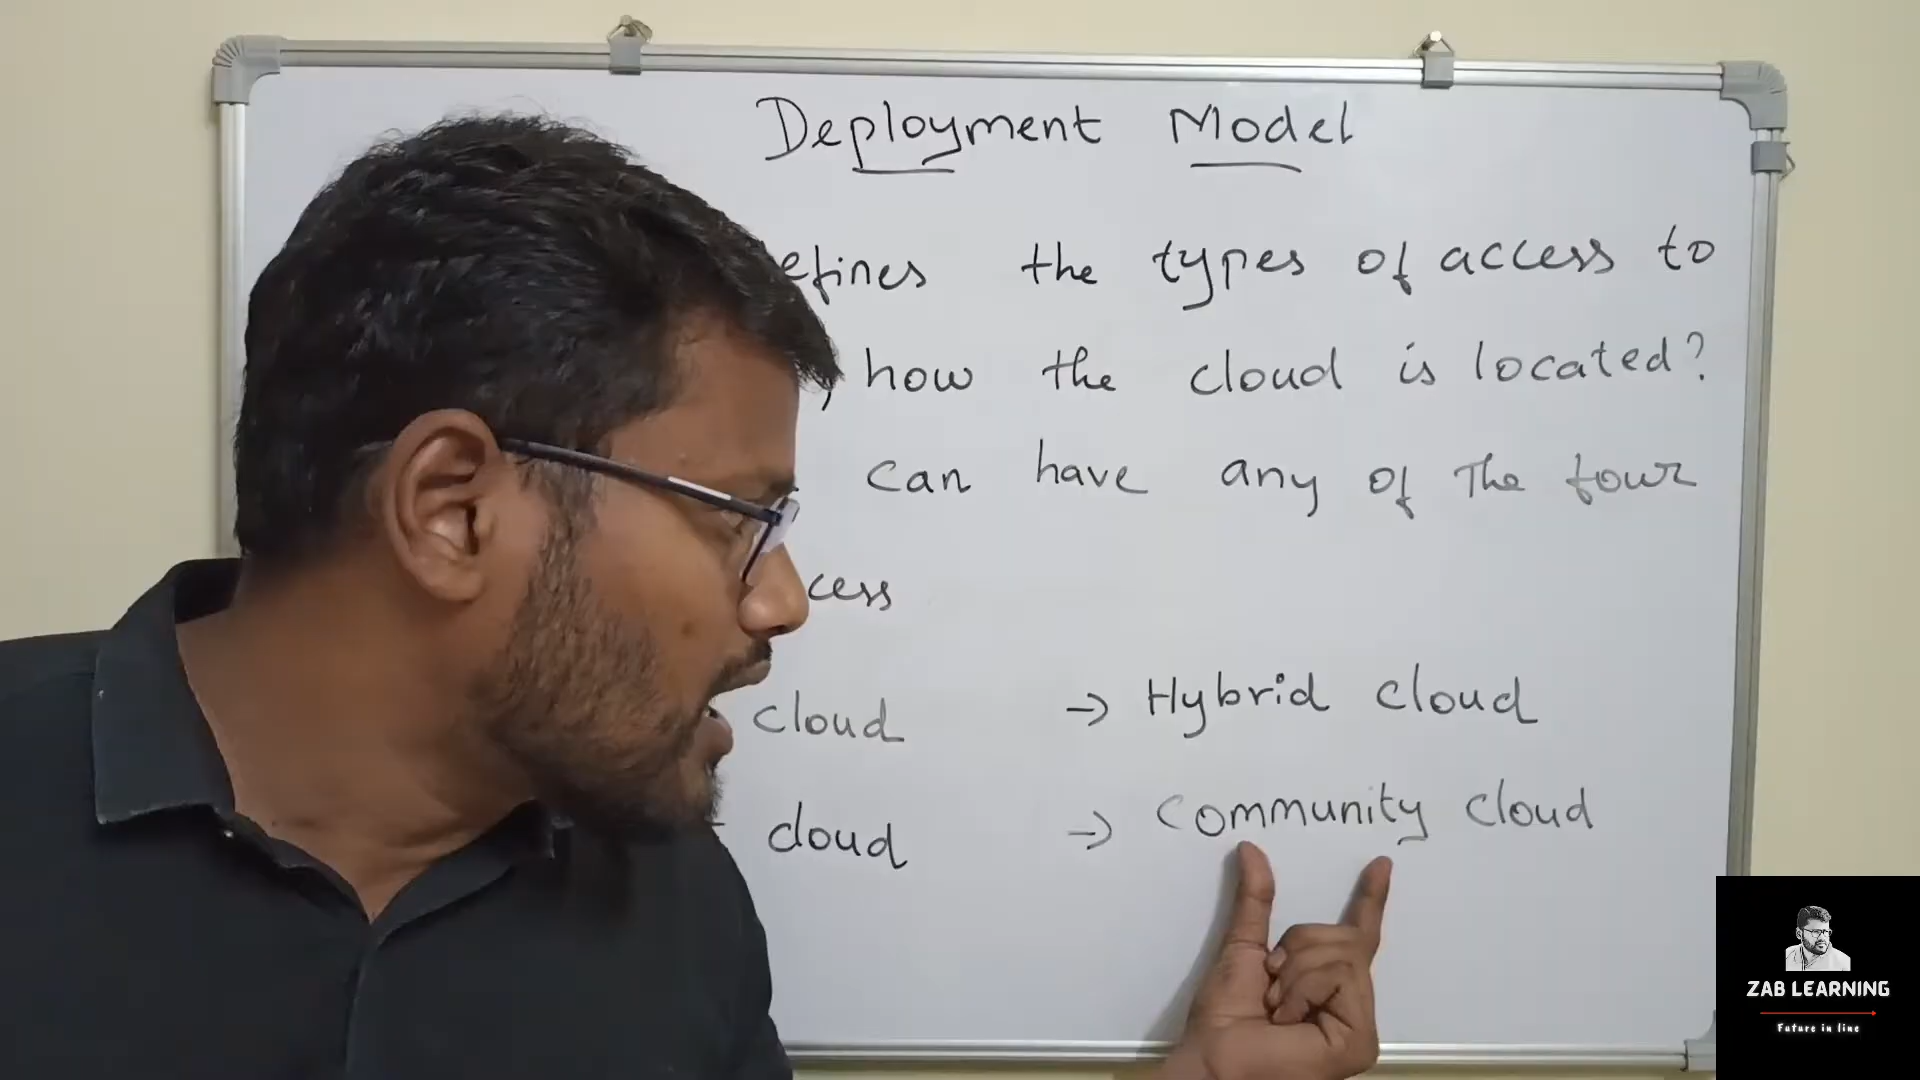 Deployment Model
efines the types of access to
, how the cloud is located?
can have any of the four
cess
cloud → Hybrid cloud
cloud → Community cloud
ZAB LEARNING
Future in line